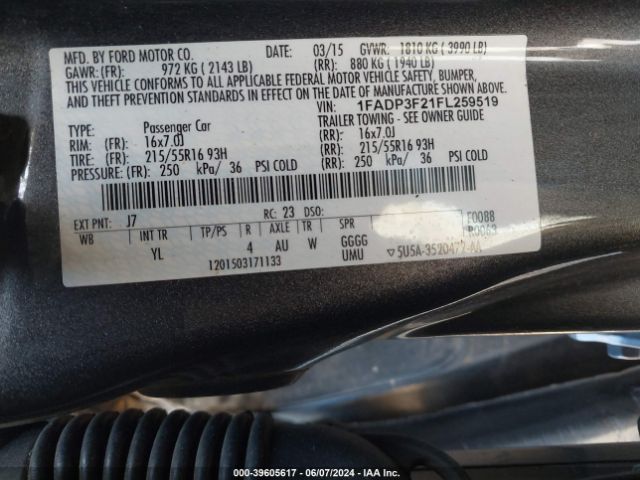 MFD. BY FORD MOTOR CO. DATE: 03/15 GVWR: 1810 KG ( 3990 LB)
GAWR:(FR): 972 KG ( 2143 LB) (RR): 880 KG ( 1940 LB)
THIS VEHICLE CONFORMS TO ALL APPLICABLE FEDERAL MOTOR VEHICLE SAFETY, BUMPER,
AND THEFT PREVENTION STANDARDS IN EFFECT ON THE DATE OF MANUFACTURE SHOWN ABOVE.
VIN: 1FADP3F21FL259519
TYPE: Passenger Car TRAILER TOWING - SEE OWNER GUIDE
RIM: (FR): 16x7.0J (RR): 16x7.0J
TIRE: (FR): 215/55R16 93H (RR): 215/55R16 93H
PRESSURE: (FR): 250 kPa/ 36 PSI COLD (RR): 250 kPa/ 36 PSI COLD
EXT PNT: J7 RC: 23 DSO: F0088
WB INT TR TP/PS R AXLE TR SPR
YL 4 AU W GGGG
UMU
1201503171133
000-39605617 - 06/07/2024 - IAA Inc.